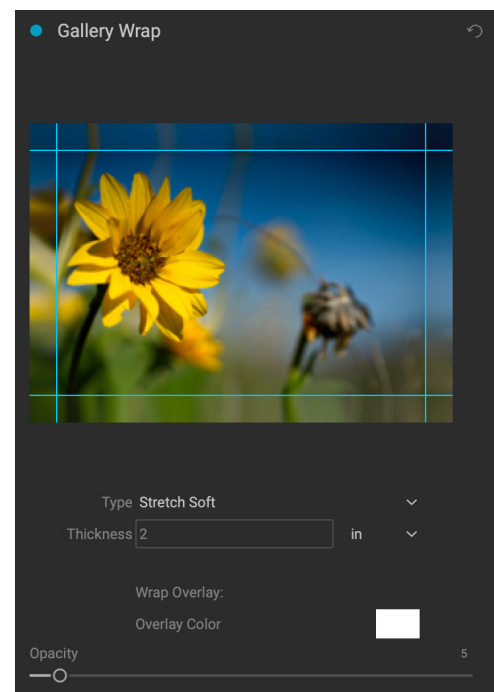 Gallery Wrap
Type Stretch Soft
Thickness 2 in
Wrap Overlay:
Overlay Color
Opacity 5